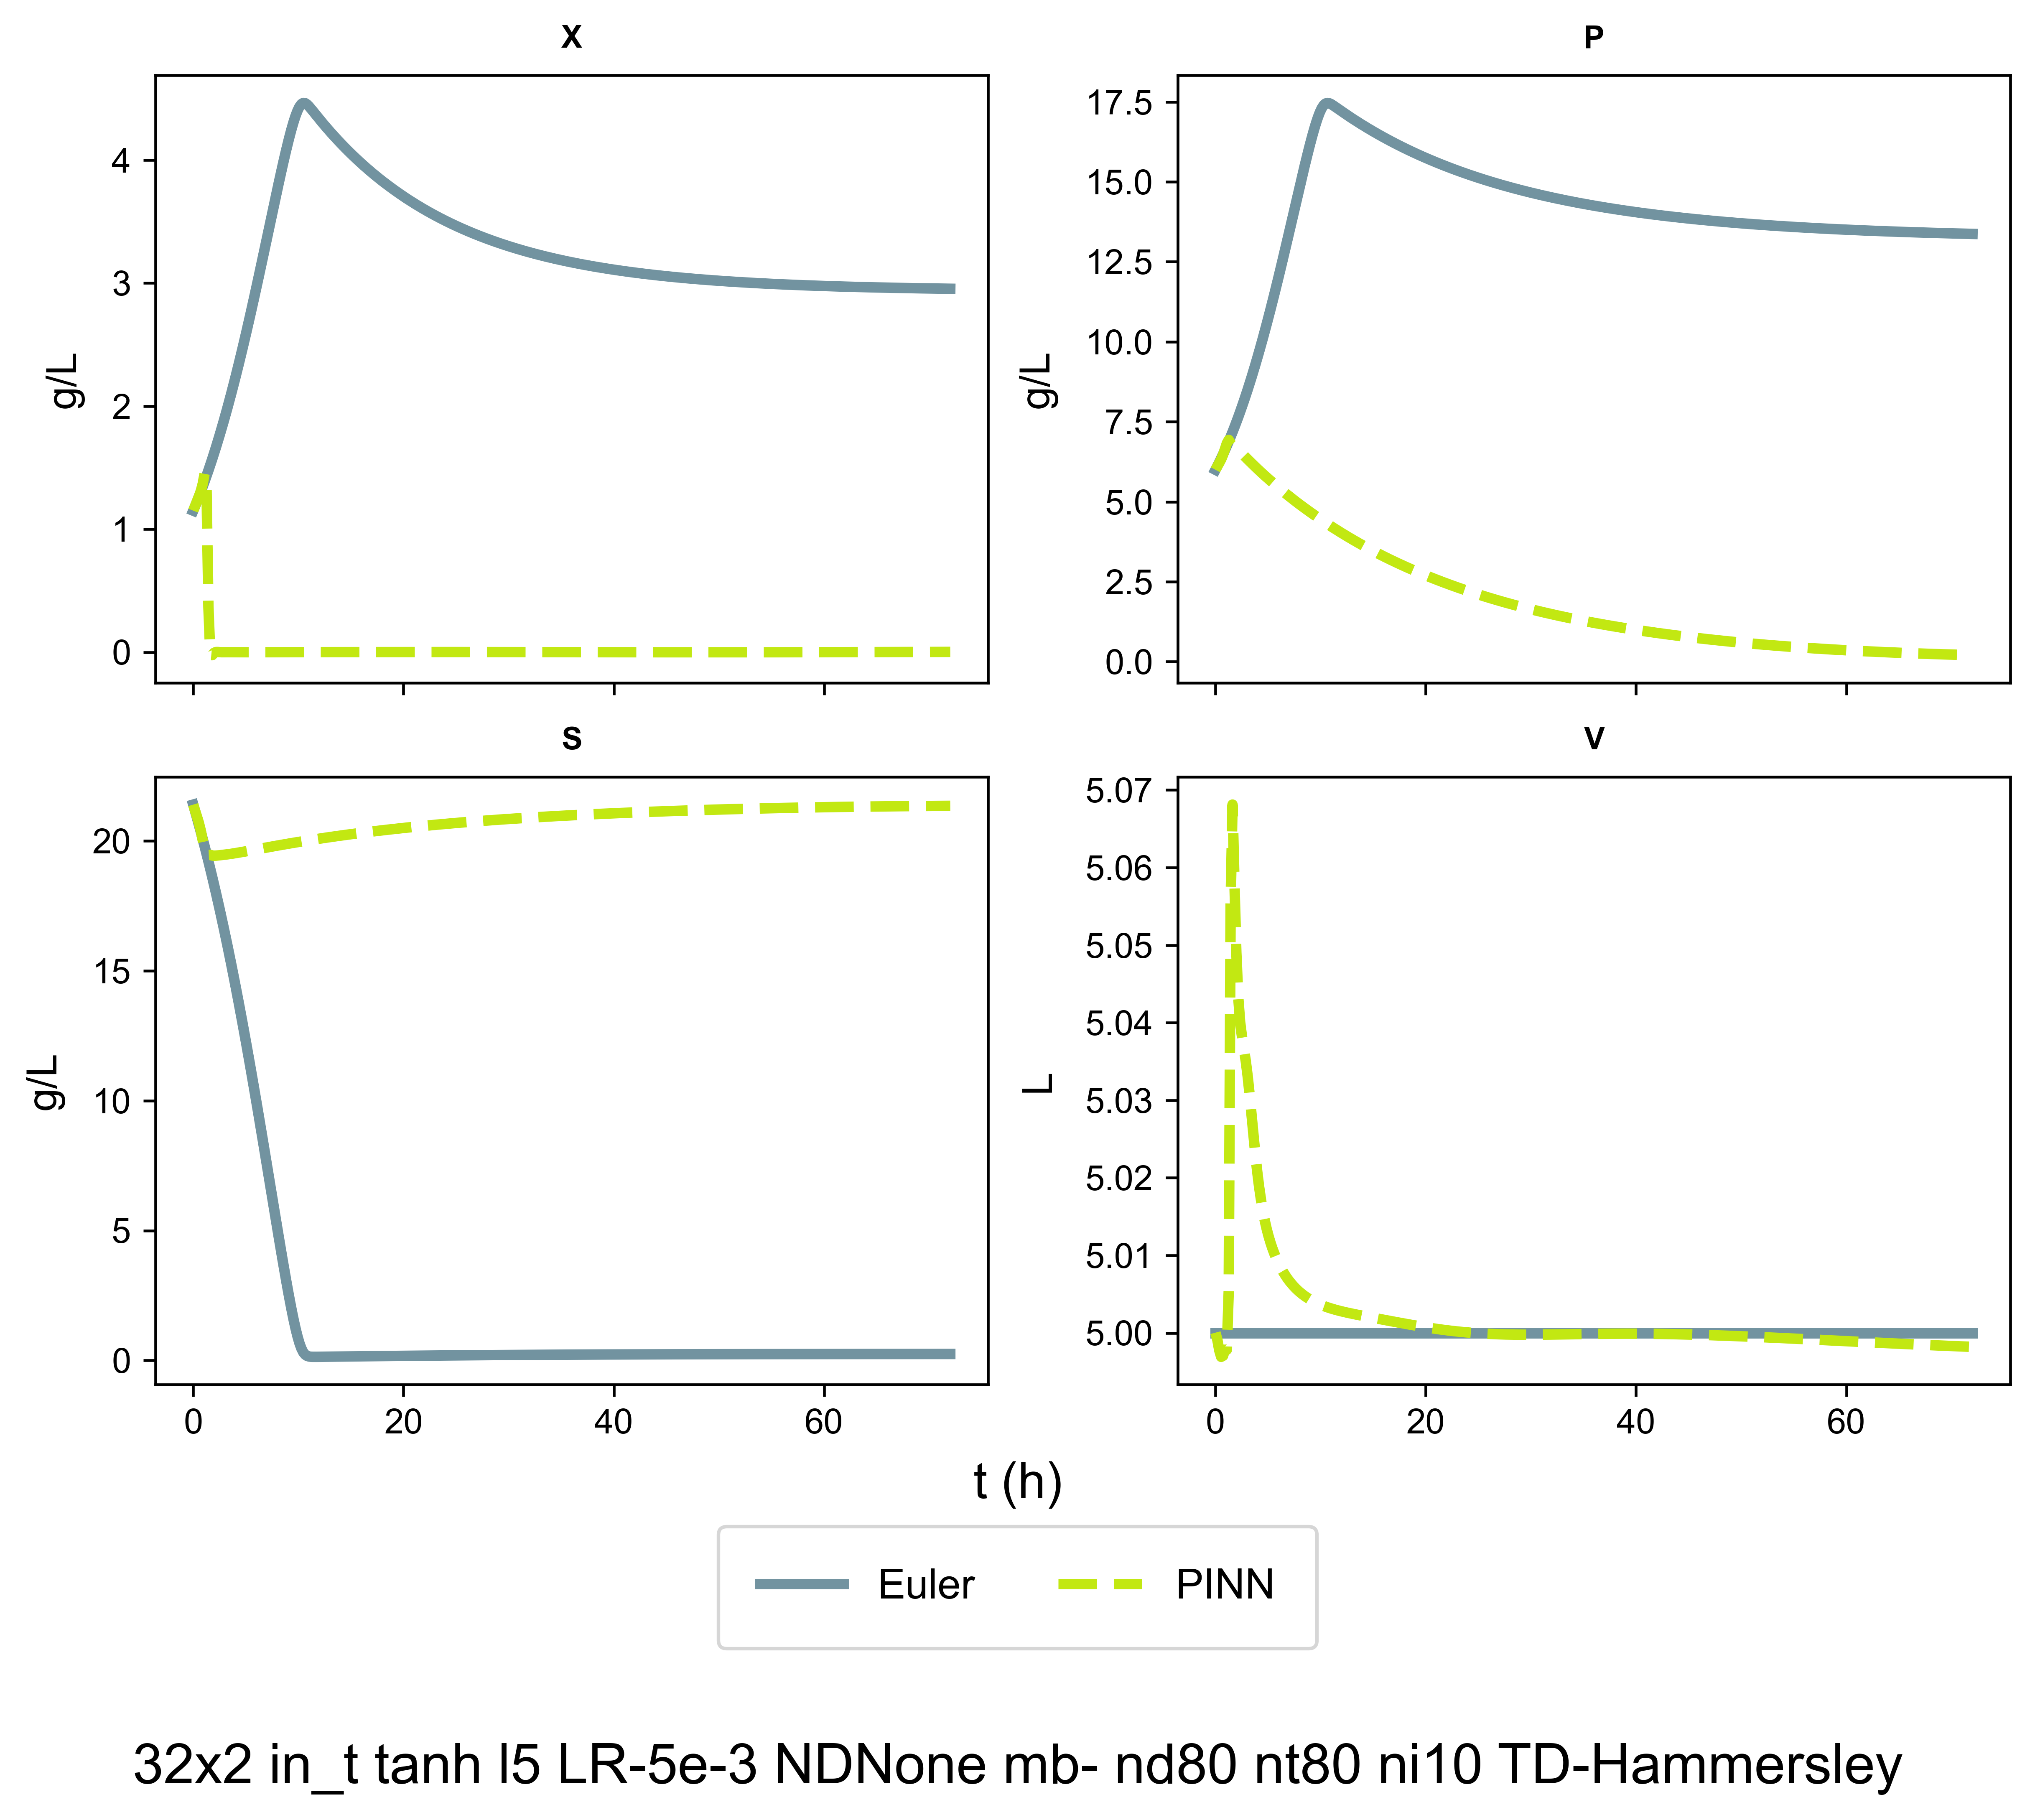 X
4
3
2
1
0
g/L
P
17.5
15.0
12.5
10.0
7.5
5.0
2.5
0.0
g/L
S
20
15
10
5
0
g/L
0 20 40 60
V
5.07
5.06
5.05
5.04
5.03
5.02
5.01
5.00
L
0 20 40 60
t (h)
Euler PINN
32x2 in_t tanh l5 LR-5e-3 NDNone mb- nd80 nt80 ni10 TD-Hammersley